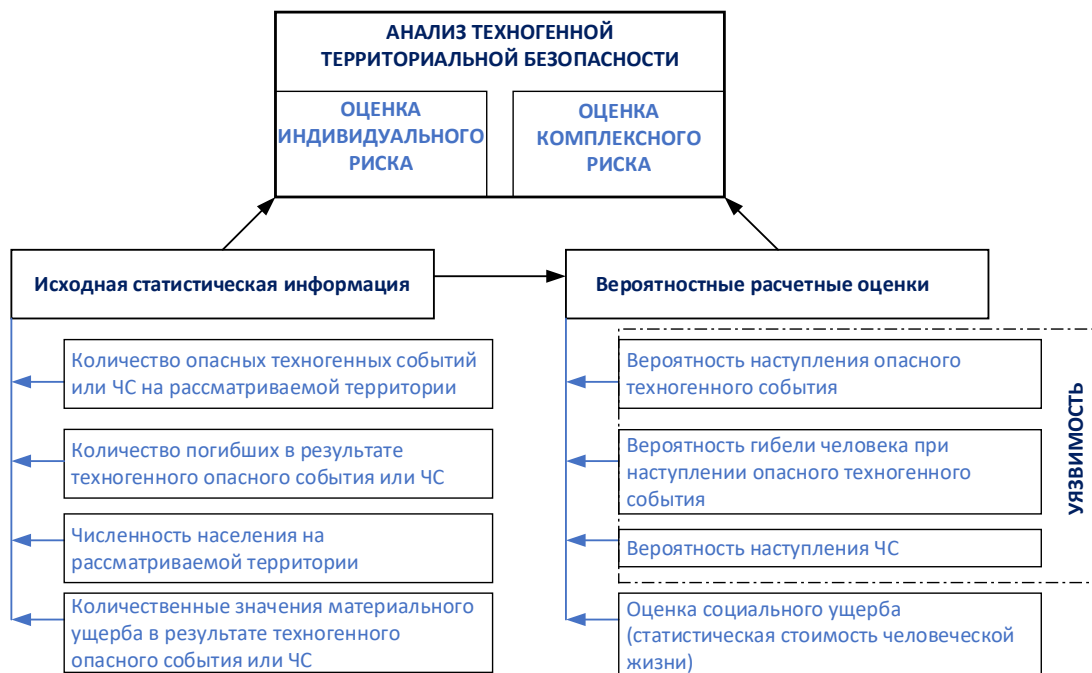 АНАЛИЗ ТЕХНОГЕННОЙ
ТЕРРИТОРИАЛЬНОЙ БЕЗОПАСНОСТИ
ОЦЕНКА
ИНДИВИДУАЛЬНОГО
РИСКА
ОЦЕНКА
КОМПЛЕКСНОГО
РИСКА
Исходная статистическая информация
Количество опасных техногенных событий
или ЧС на рассматриваемой территории
Количество погибших в результате
техногенного опасного события или ЧС
Численность населения на
рассматриваемой территории
Количественные значения материального
ущерба в результате техногенного
опасного события или ЧС
Вероятностные расчетные оценки
Вероятность наступления опасного
техногенного события
Вероятность гибели человека при
наступлении опасного техногенного
события
Вероятность наступления ЧС
Оценка социального ущерба
(статистическая стоимость человеческой
жизни)
УЯЗВИМОСТЬ